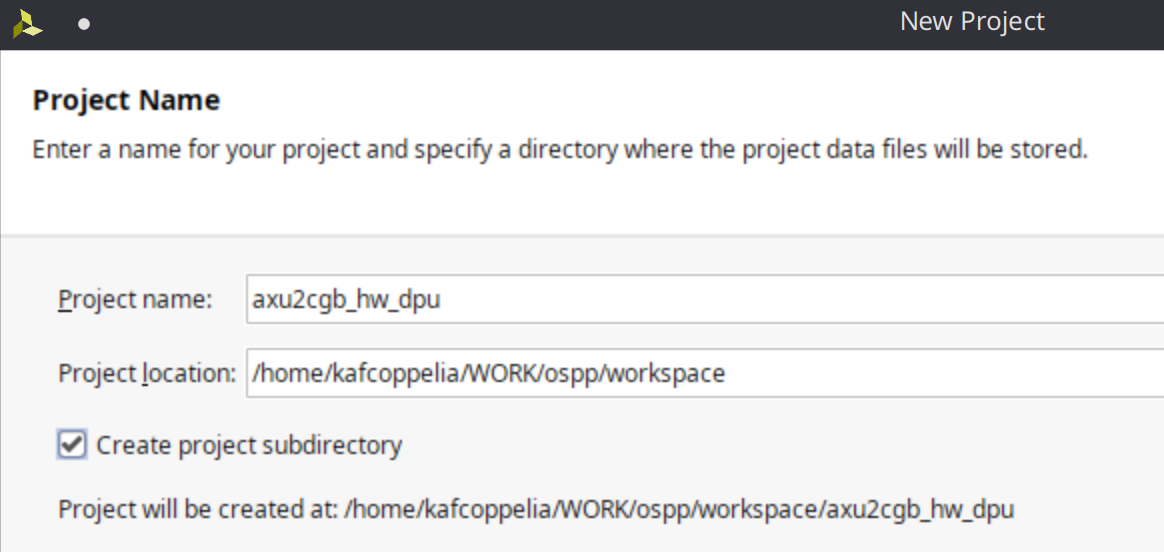 New Project
Project Name
Enter a name for your project and specify a directory where the project data files will be stored.
Project name: axu2cgb_hw_dpu
Project location: /home/kafcoppelia/WORK/ospp/workspace
Create project subdirectory
Project will be created at: /home/kafcoppelia/WORK/ospp/workspace/axu2cgb_hw_dpu